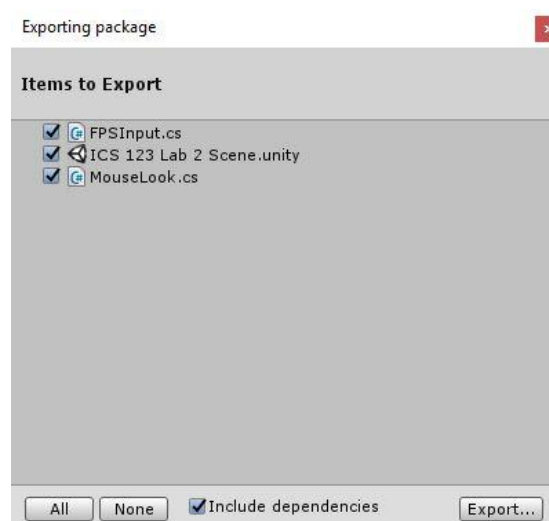 Exporting package
Items to Export
FPSInput.cs
ICS 123 Lab 2 Scene.unity
MouseLook.cs
All None Include dependencies Export...